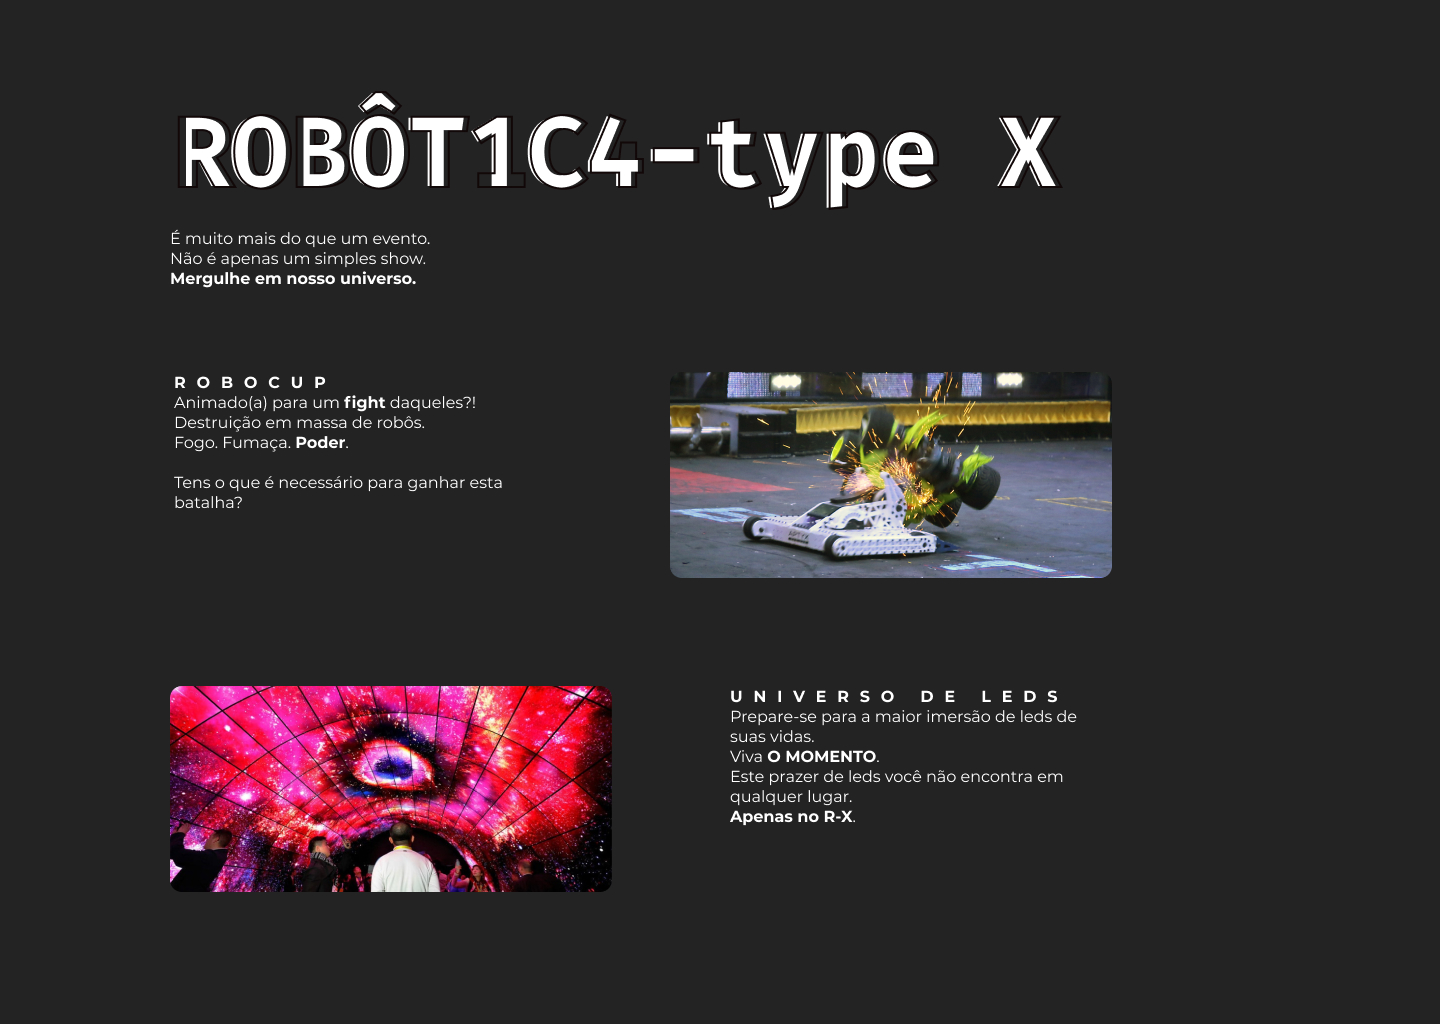 ROBÔT1C4-type X
É muito mais do que um evento.
Não é apenas um simples show.
Mergulhe em nosso universo.
ROBOCUP
Animado(a) para um fight daqueles?!
Destruição em massa de robôs.
Fogo. Fumaça. Poder.
Tens o que é necessário para ganhar esta
batalha?
UNIVERSO DE LEDS
Prepare-se para a maior imersão de leds de
suas vidas.
Viva O MOMENTO.
Este prazer de leds você não encontra em
qualquer lugar.
Apenas no R-X.